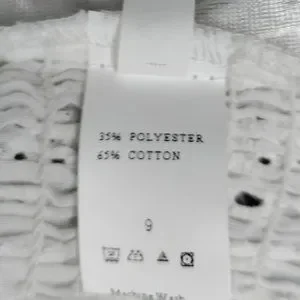 35% POLYESTER
65% COTTON
9
Machine Wash